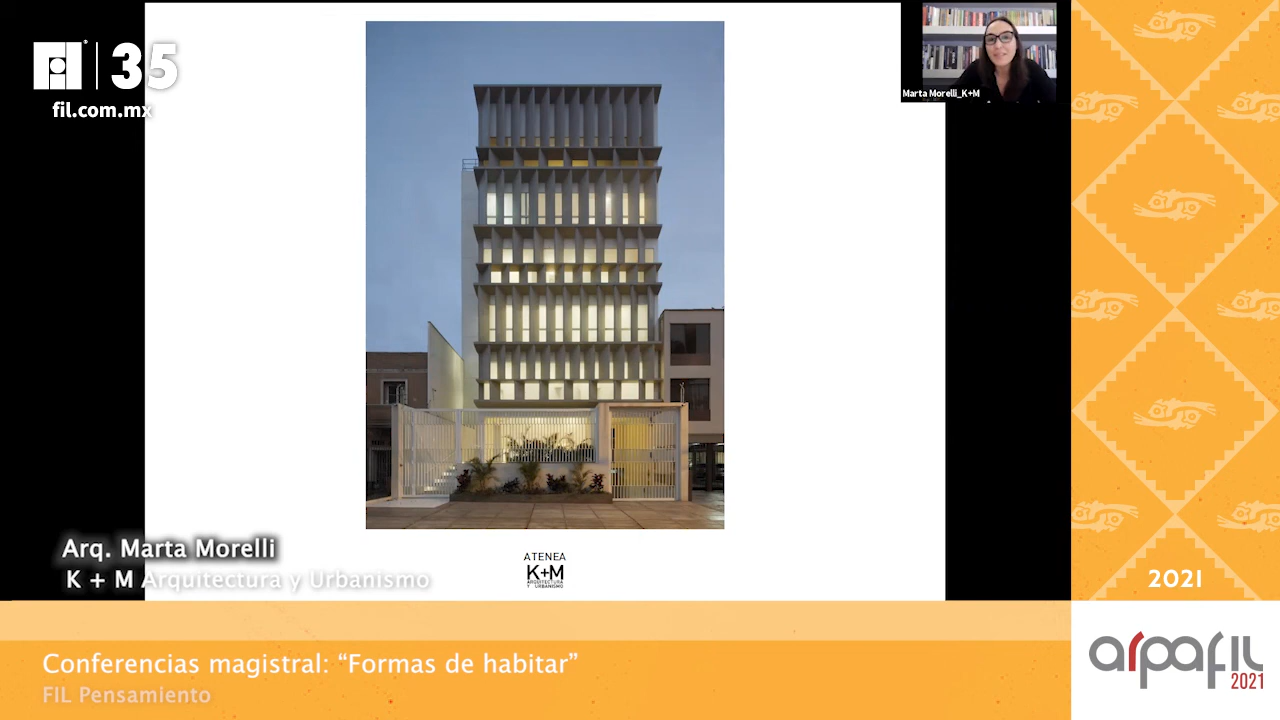 FIL 35
fil.com.mx
Marta Morelli_K+M
ATENEA
K+M
ARQUITECTURA
Y URBANISMO
Arq. Marta Morelli
K + M Arquitectura y Urbanismo
Conferencias magistral: “Formas de habitar”
FIL Pensamiento
2021
arpafil
2021